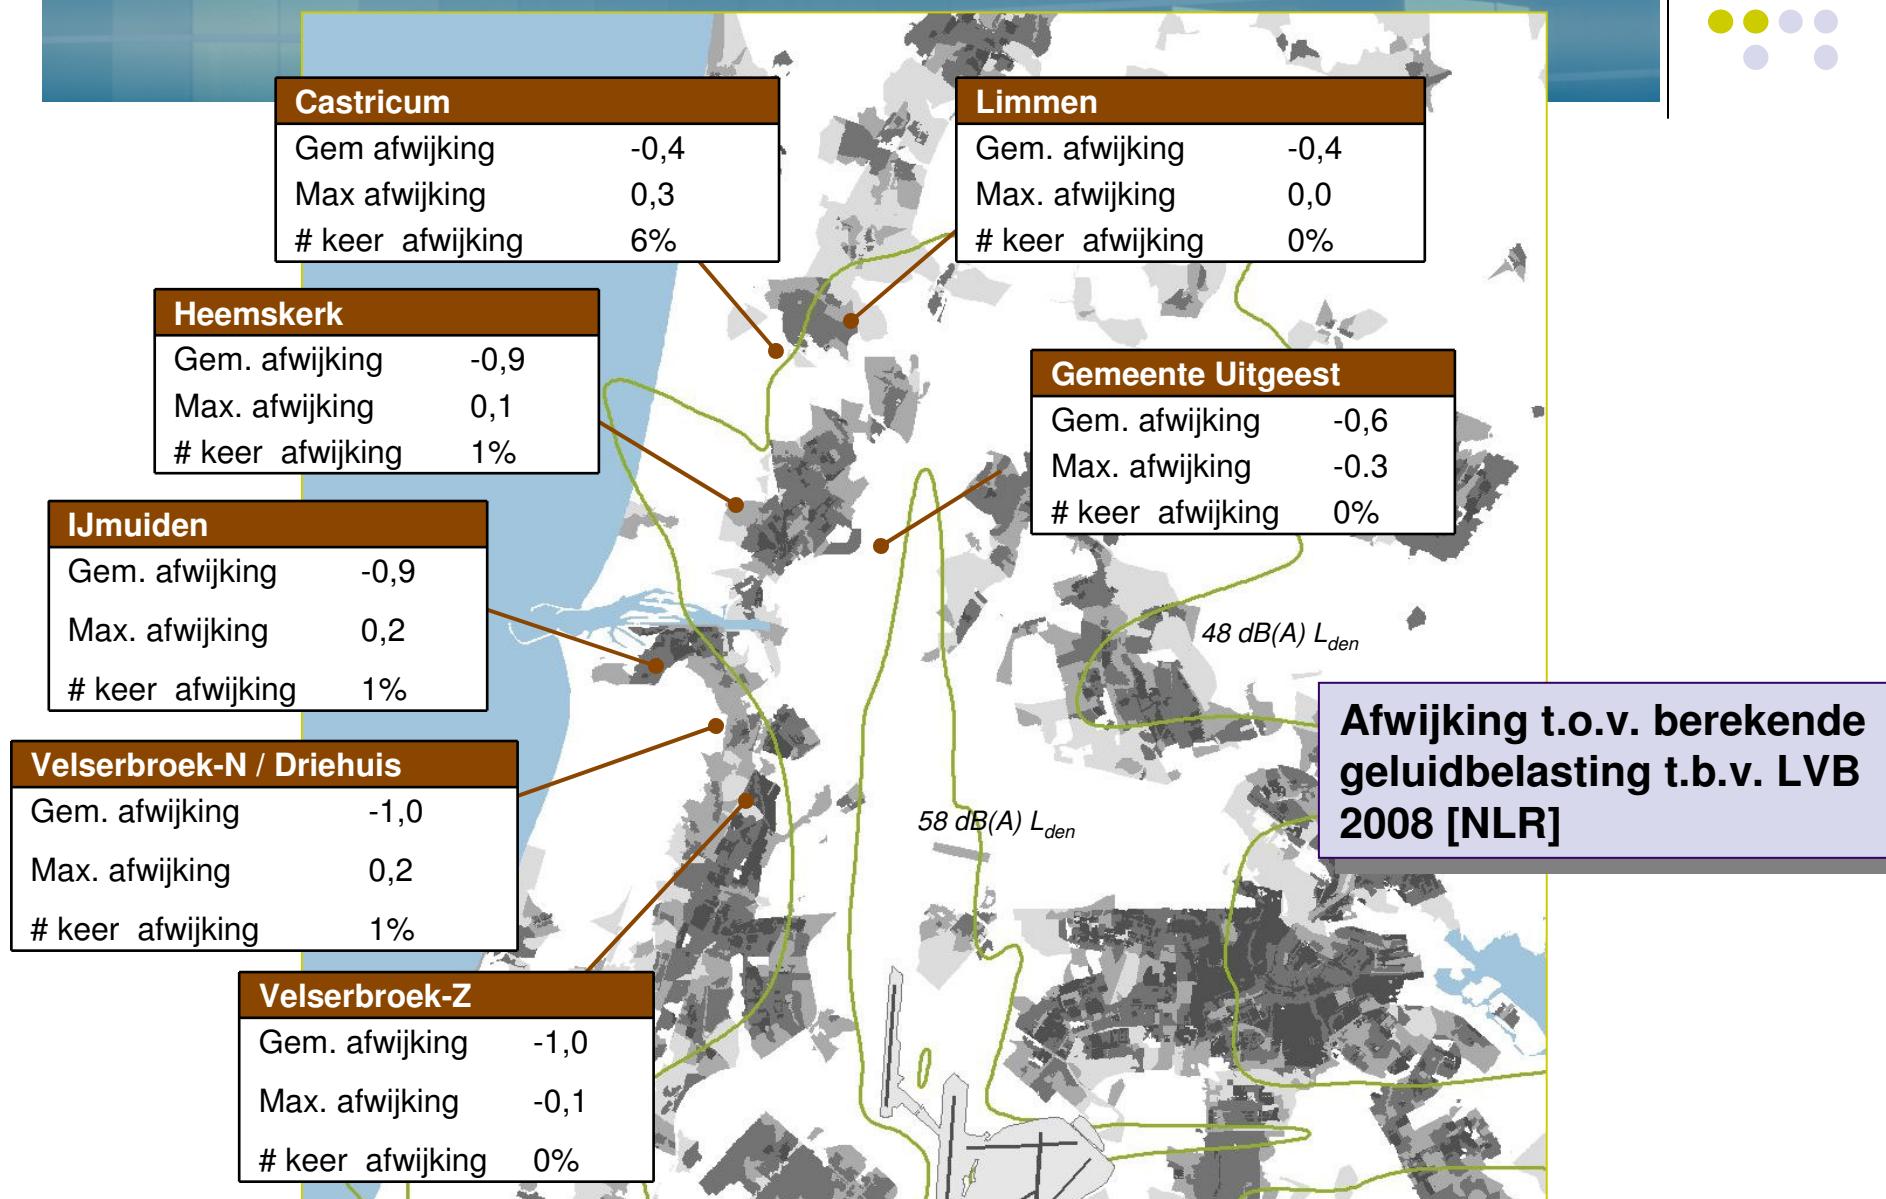 Castricum
Gem afwijking -0,4
Max afwijking 0,3
# keer afwijking 6%
Limmen
Gem. afwijking -0,4
Max. afwijking 0,0
# keer afwijking 0%
Heemskerk
Gem. afwijking -0,9
Max. afwijking 0,1
# keer afwijking 1%
Gemeente Uitgeest
Gem. afwijking -0,6
Max. afwijking -0.3
# keer afwijking 0%
IJmuiden
Gem. afwijking -0,9
Max. afwijking 0,2
# keer afwijking 1%
48 dB(A) Lden
Afwijking t.o.v. berekende
geluidbelasting t.b.v. LVB
2008 [NLR]
Velserbroek-N / Driehuis
Gem. afwijking -1,0
Max. afwijking 0,2
# keer afwijking 1%
58 dB(A) Lden
Velserbroek-Z
Gem. afwijking -1,0
Max. afwijking -0,1
# keer afwijking 0%